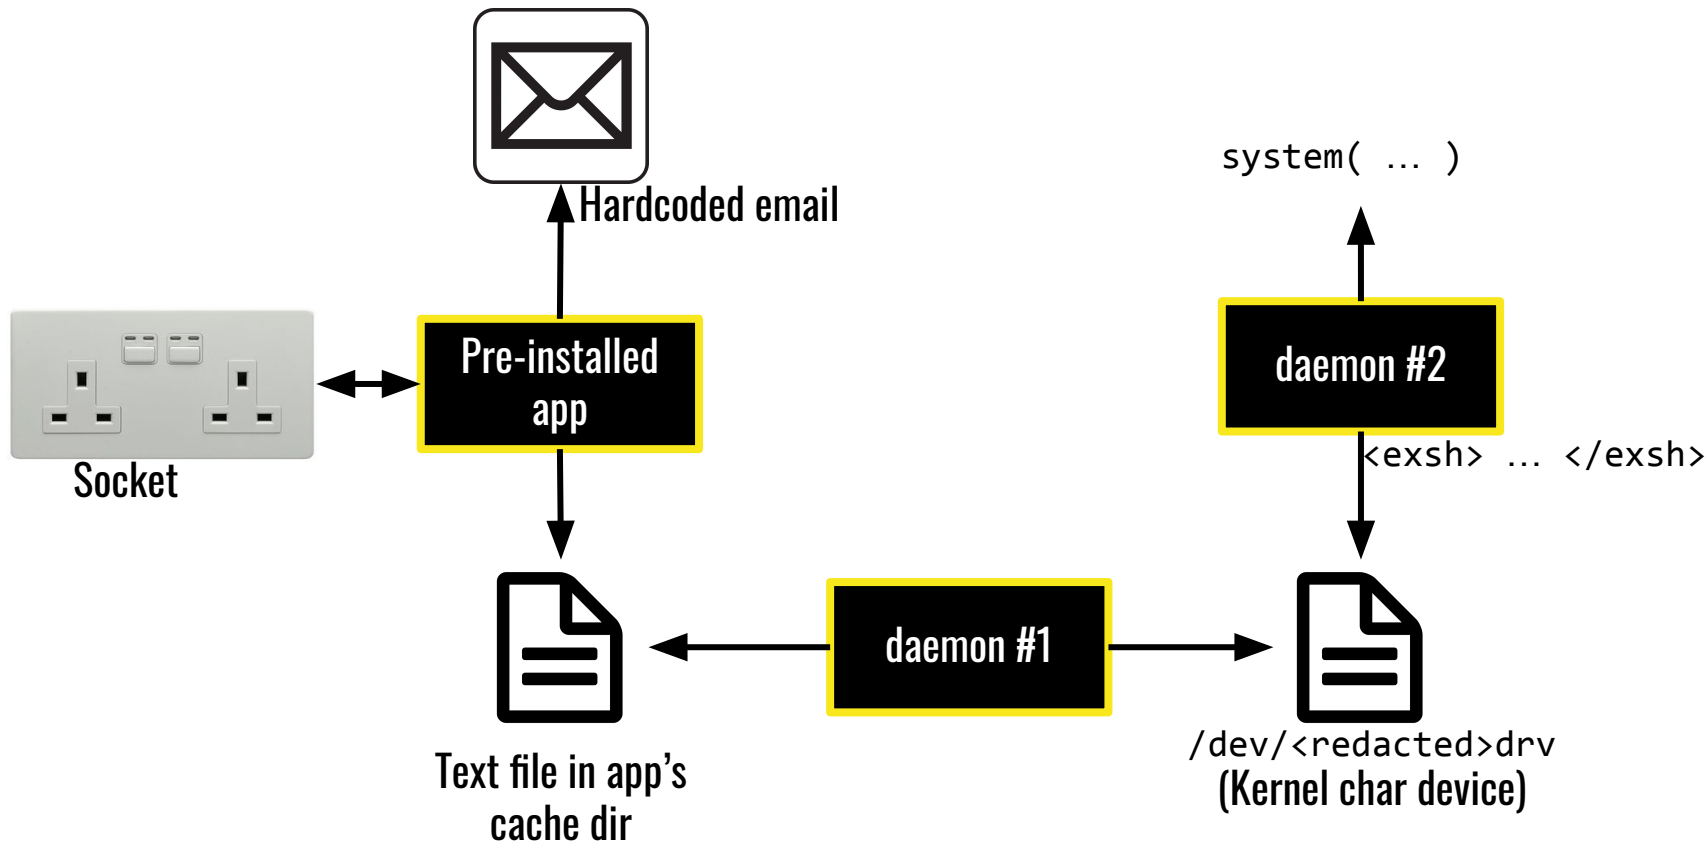 Hardcoded email
system( … )
Pre-installed
app
daemon #2
<exsh> … </exsh>
Socket
daemon #1
Text file in app’s
cache dir
/dev/<redacted>drv
(Kernel char device)